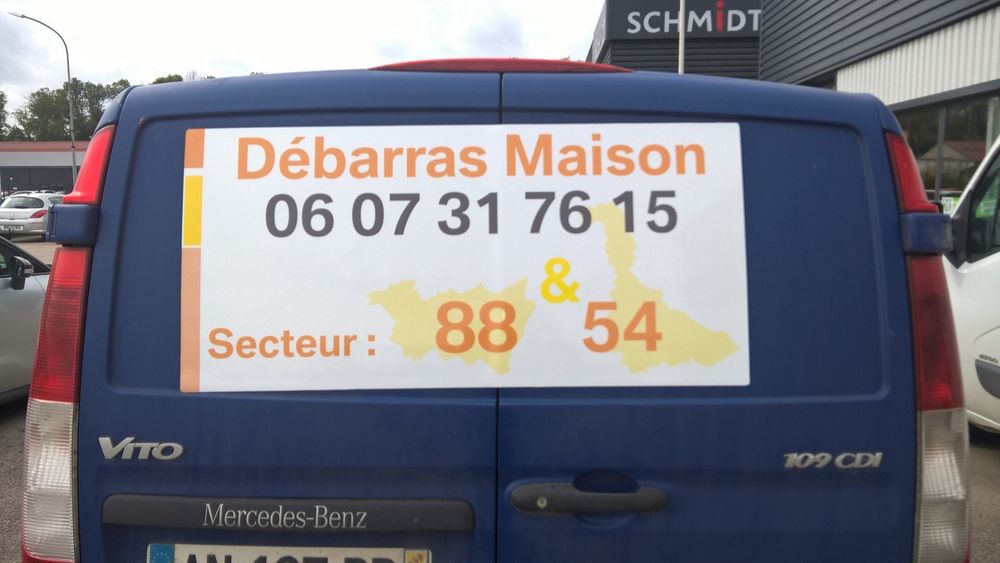 SCHMiDT
Débarras Maison
06 07 31 76 15
&
Secteur : 88 54
VITO
109 CDI
Mercedes-Benz